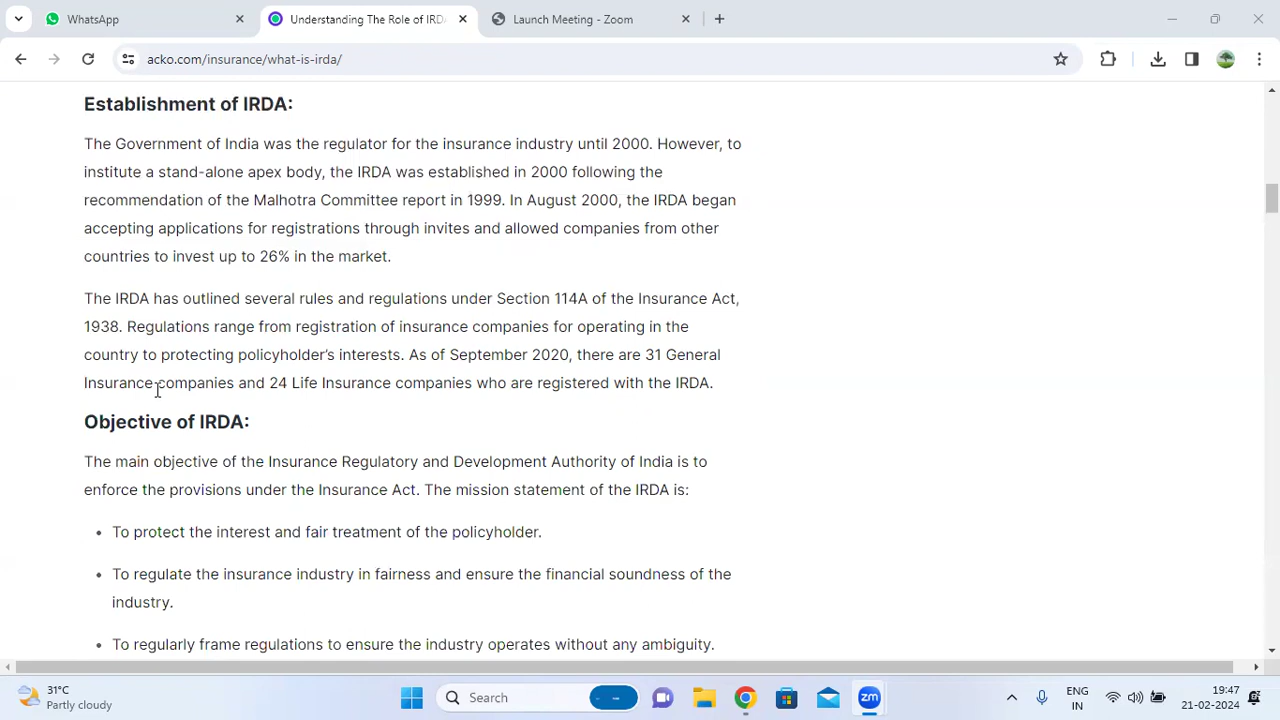 WhatsApp
Understanding The Role of IRD
Launch Meeting - Zoom
acko.com/insurance/what-is-irda/
Establishment of IRDA:
The Government of India was the regulator for the insurance industry until 2000. However, to
institute a stand-alone apex body, the IRDA was established in 2000 following the
recommendation of the Malhotra Committee report in 1999. In August 2000, the IRDA began
accepting applications for registrations through invites and allowed companies from other
countries to invest up to 26% in the market.
The IRDA has outlined several rules and regulations under Section 114A of the Insurance Act,
1938. Regulations range from registration of insurance companies for operating in the
country to protecting policyholder's interests. As of September 2020, there are 31 General
Insurance companies and 24 Life Insurance companies who are registered with the IRDA.
Objective of IRDA:
The main objective of the Insurance Regulatory and Development Authority of India is to
enforce the provisions under the Insurance Act. The mission statement of the IRDA is:
• To protect the interest and fair treatment of the policyholder.
• To regulate the insurance industry in fairness and ensure the financial soundness of the
industry.
• To regularly frame regulations to ensure the industry operates without any ambiguity.
31°C
Partly cloudy
Search
zm
ENG
IN
19:47
21-02-2024